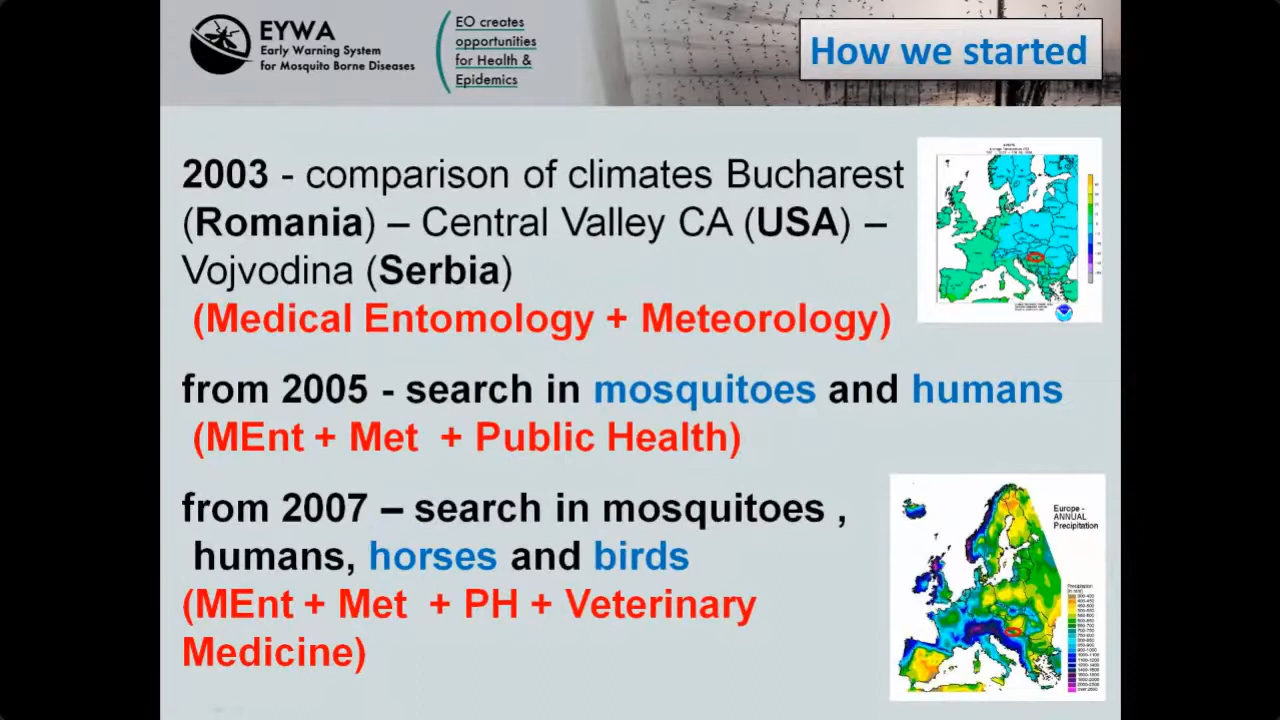 EYWA
Early Warning System
for Mosquito Borne Diseases
EO creates
opportunities
for Health &
Epidemics
How we started
2003 - comparison of climates Bucharest
(Romania) – Central Valley CA (USA) –
Vojvodina (Serbia)
(Medical Entomology + Meteorology)
from 2005 - search in mosquitoes and humans
(MEnt + Met + Public Health)
from 2007 – search in mosquitoes ,
humans, horses and birds
(MEnt + Met + PH + Veterinary
Medicine)
Europe -
ANNUAL
Precipitation